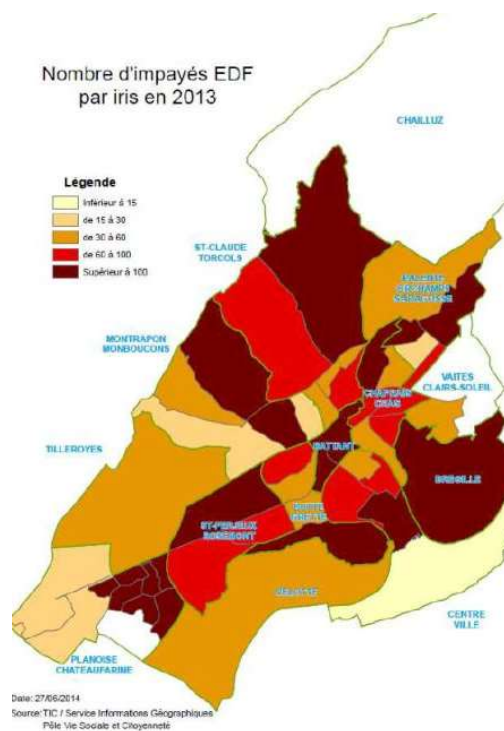 Nombre d'impayés EDF
par iris en 2013
CHAILLUZ
Légende
Inférieur à 15
de 15 à 30
de 30 à 60
de 60 à 100
Supérieur à 100
ST-CLAUDE
TORCOLS
MONTRAPON
MONBOUCONS
VAITES
CLAIRS-SOLEIL
CHAPRAIS
CRAS
TILLEROYES
BATTANT
BREGILLE
ST-FERJEUX
ROSEMONT
VELOTTE
CENTRE
VILLE
PLANOISE
CHATEAUFARINE
Date: 27/06/2014
Source: TIC / Service Informations Géographiques
Pôle Vie Sociale et Citoyenneté